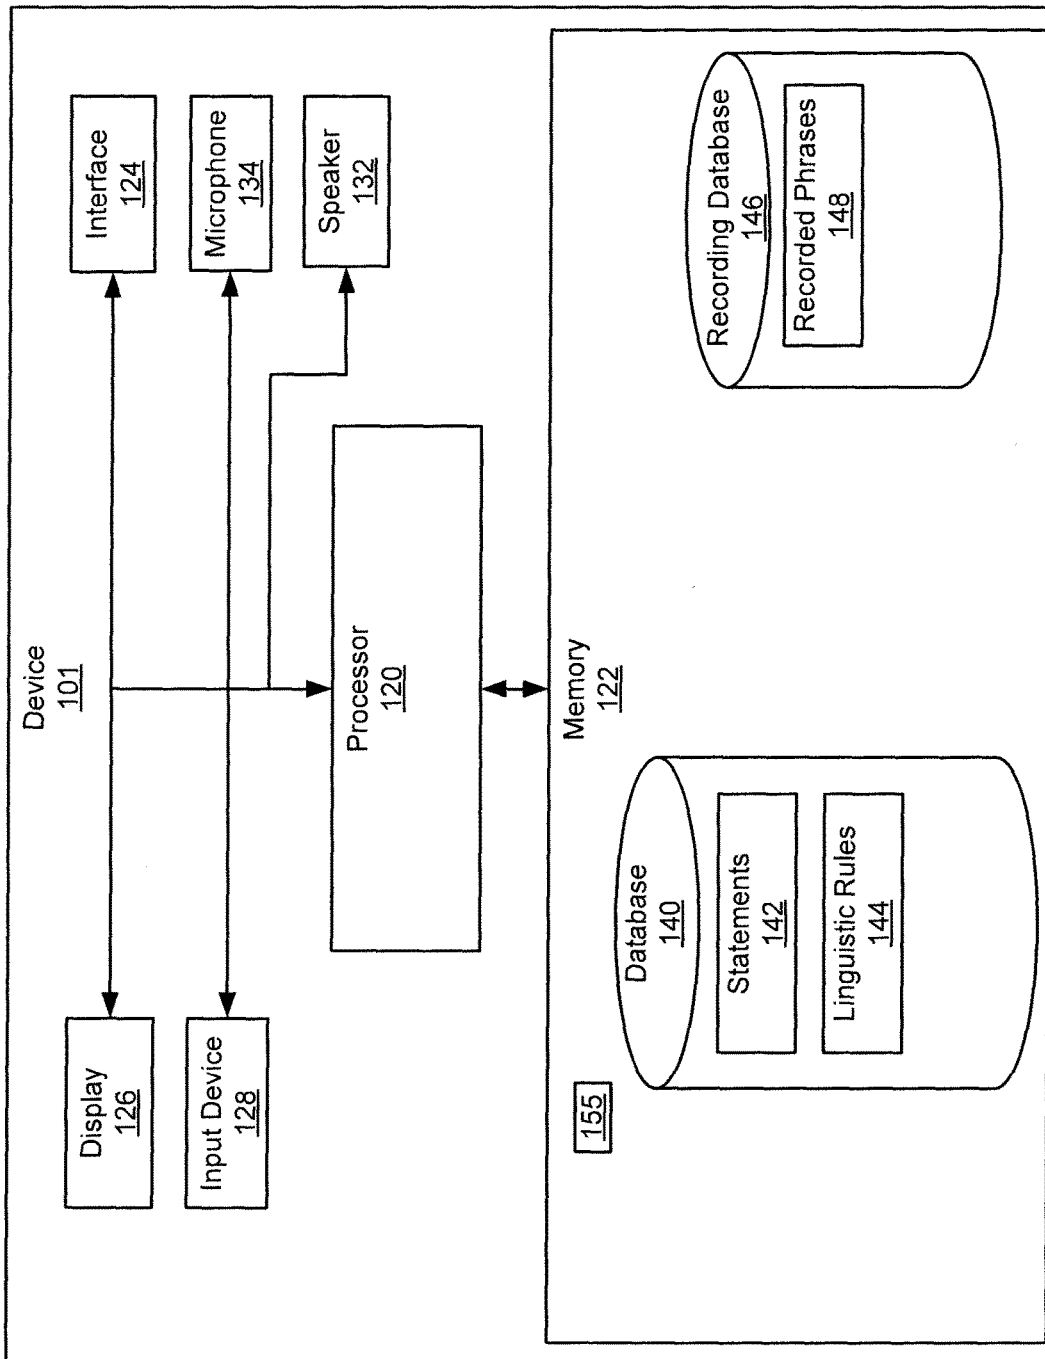 Device
101
Display
126
Interface
124
Input Device
128
Microphone
134
Speaker
132
Processor
120
Memory
122
155
Database
140
Statements
142
Linguistic Rules
144
Recording Database
146
Recorded Phrases
148